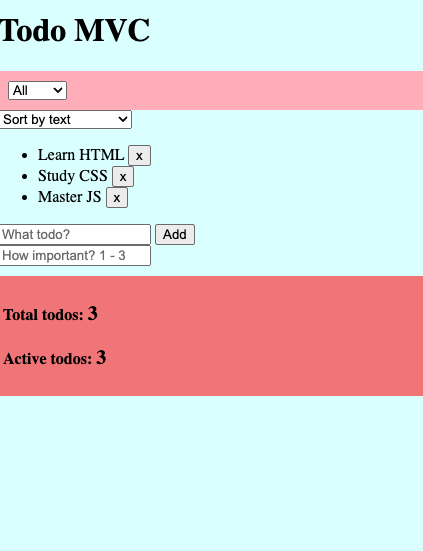 Todo MVC
All
Sort by text
Learn HTML x
Study CSS x
Master JS x
What todo? Add
How important? 1 - 3
Total todos: 3
Active todos: 3